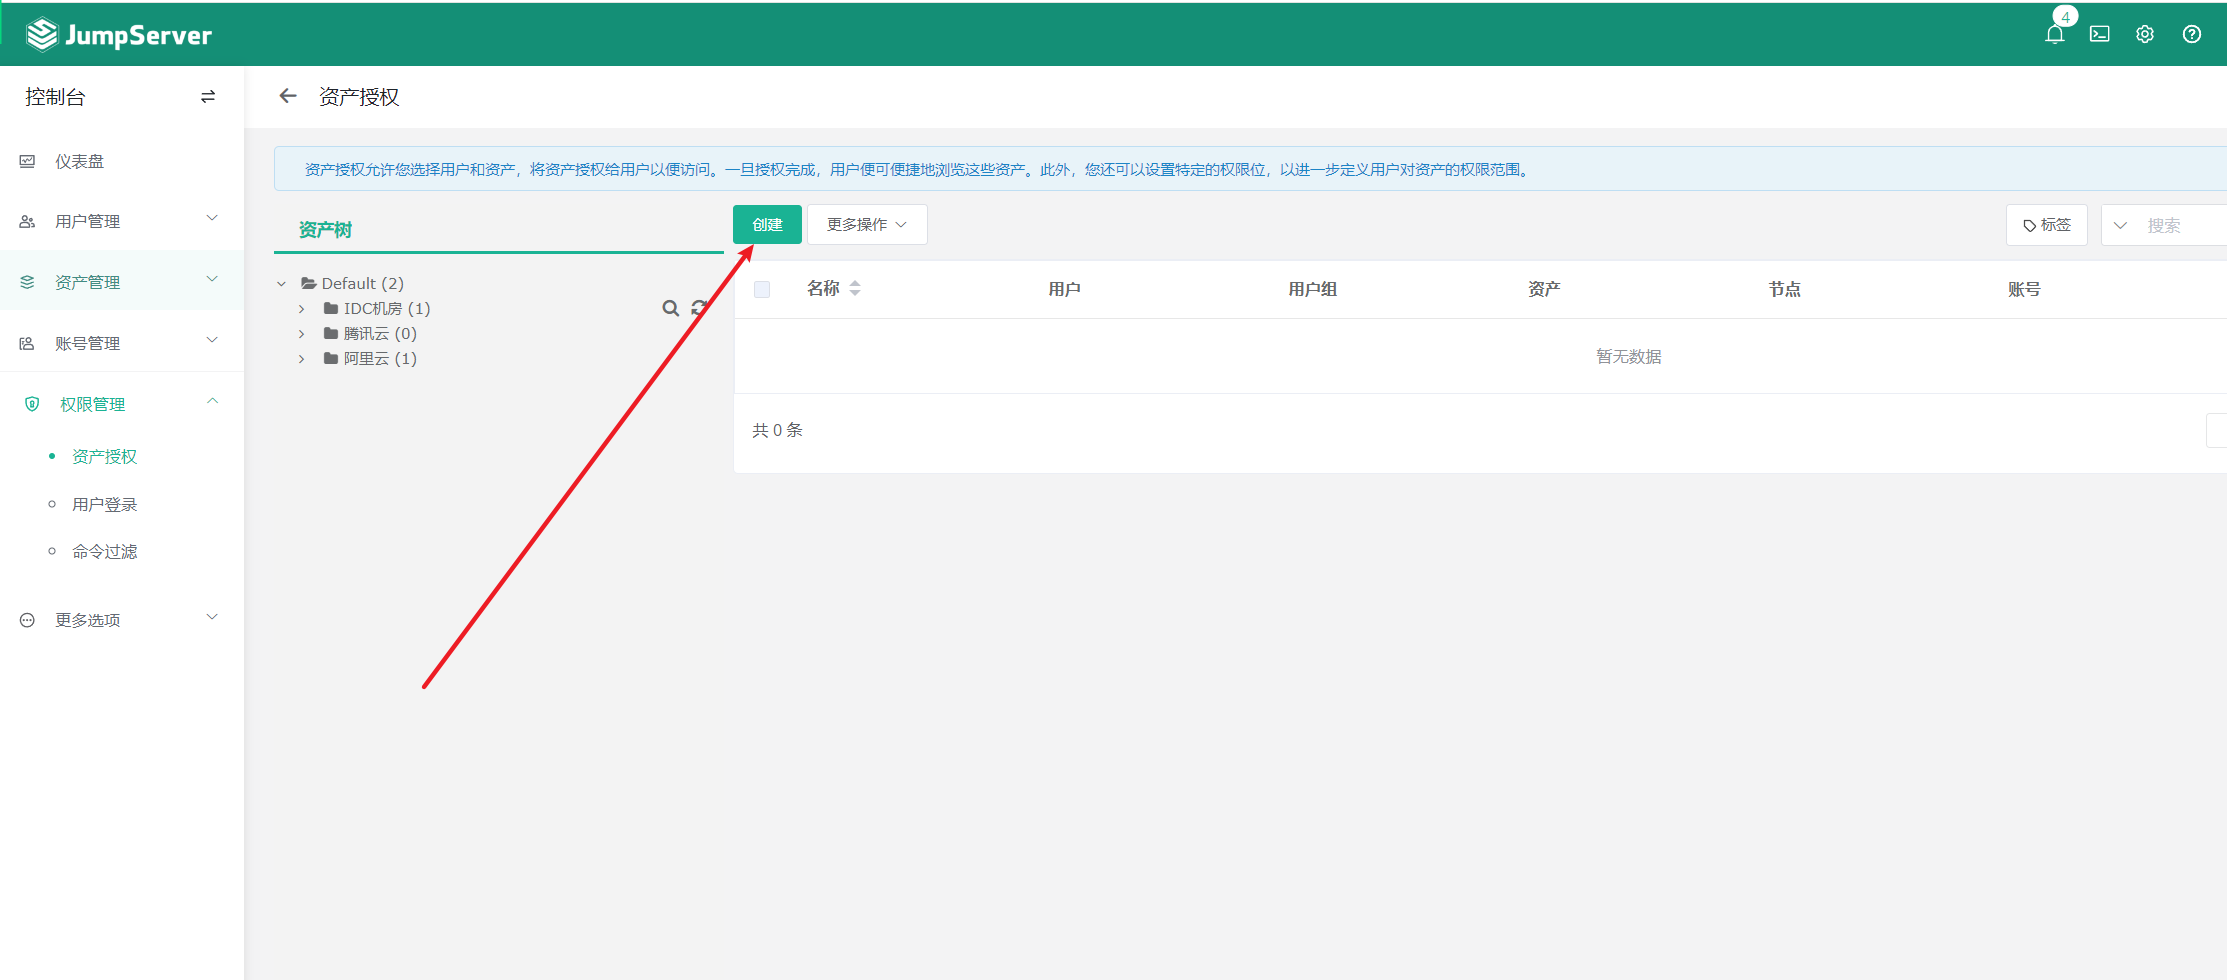 JumpServer
4
控制台
资产授权
仪表盘
用户管理
资产管理
账号管理
权限管理
资产授权
用户登录
命令过滤
更多选项
资产授权允许您选择用户和资产，将资产授权给用户以便访问。一旦授权完成，用户便可便捷地浏览这些资产。此外，您还可以设置特定的权限位，以进一步定义用户对资产的权限范围。
资产树
Default (2)
IDC机房 (1)
腾讯云 (0)
阿里云 (1)
创建 更多操作 标签 搜索
名称 用户 用户组 资产 节点 账号
暂无数据
共 0 条